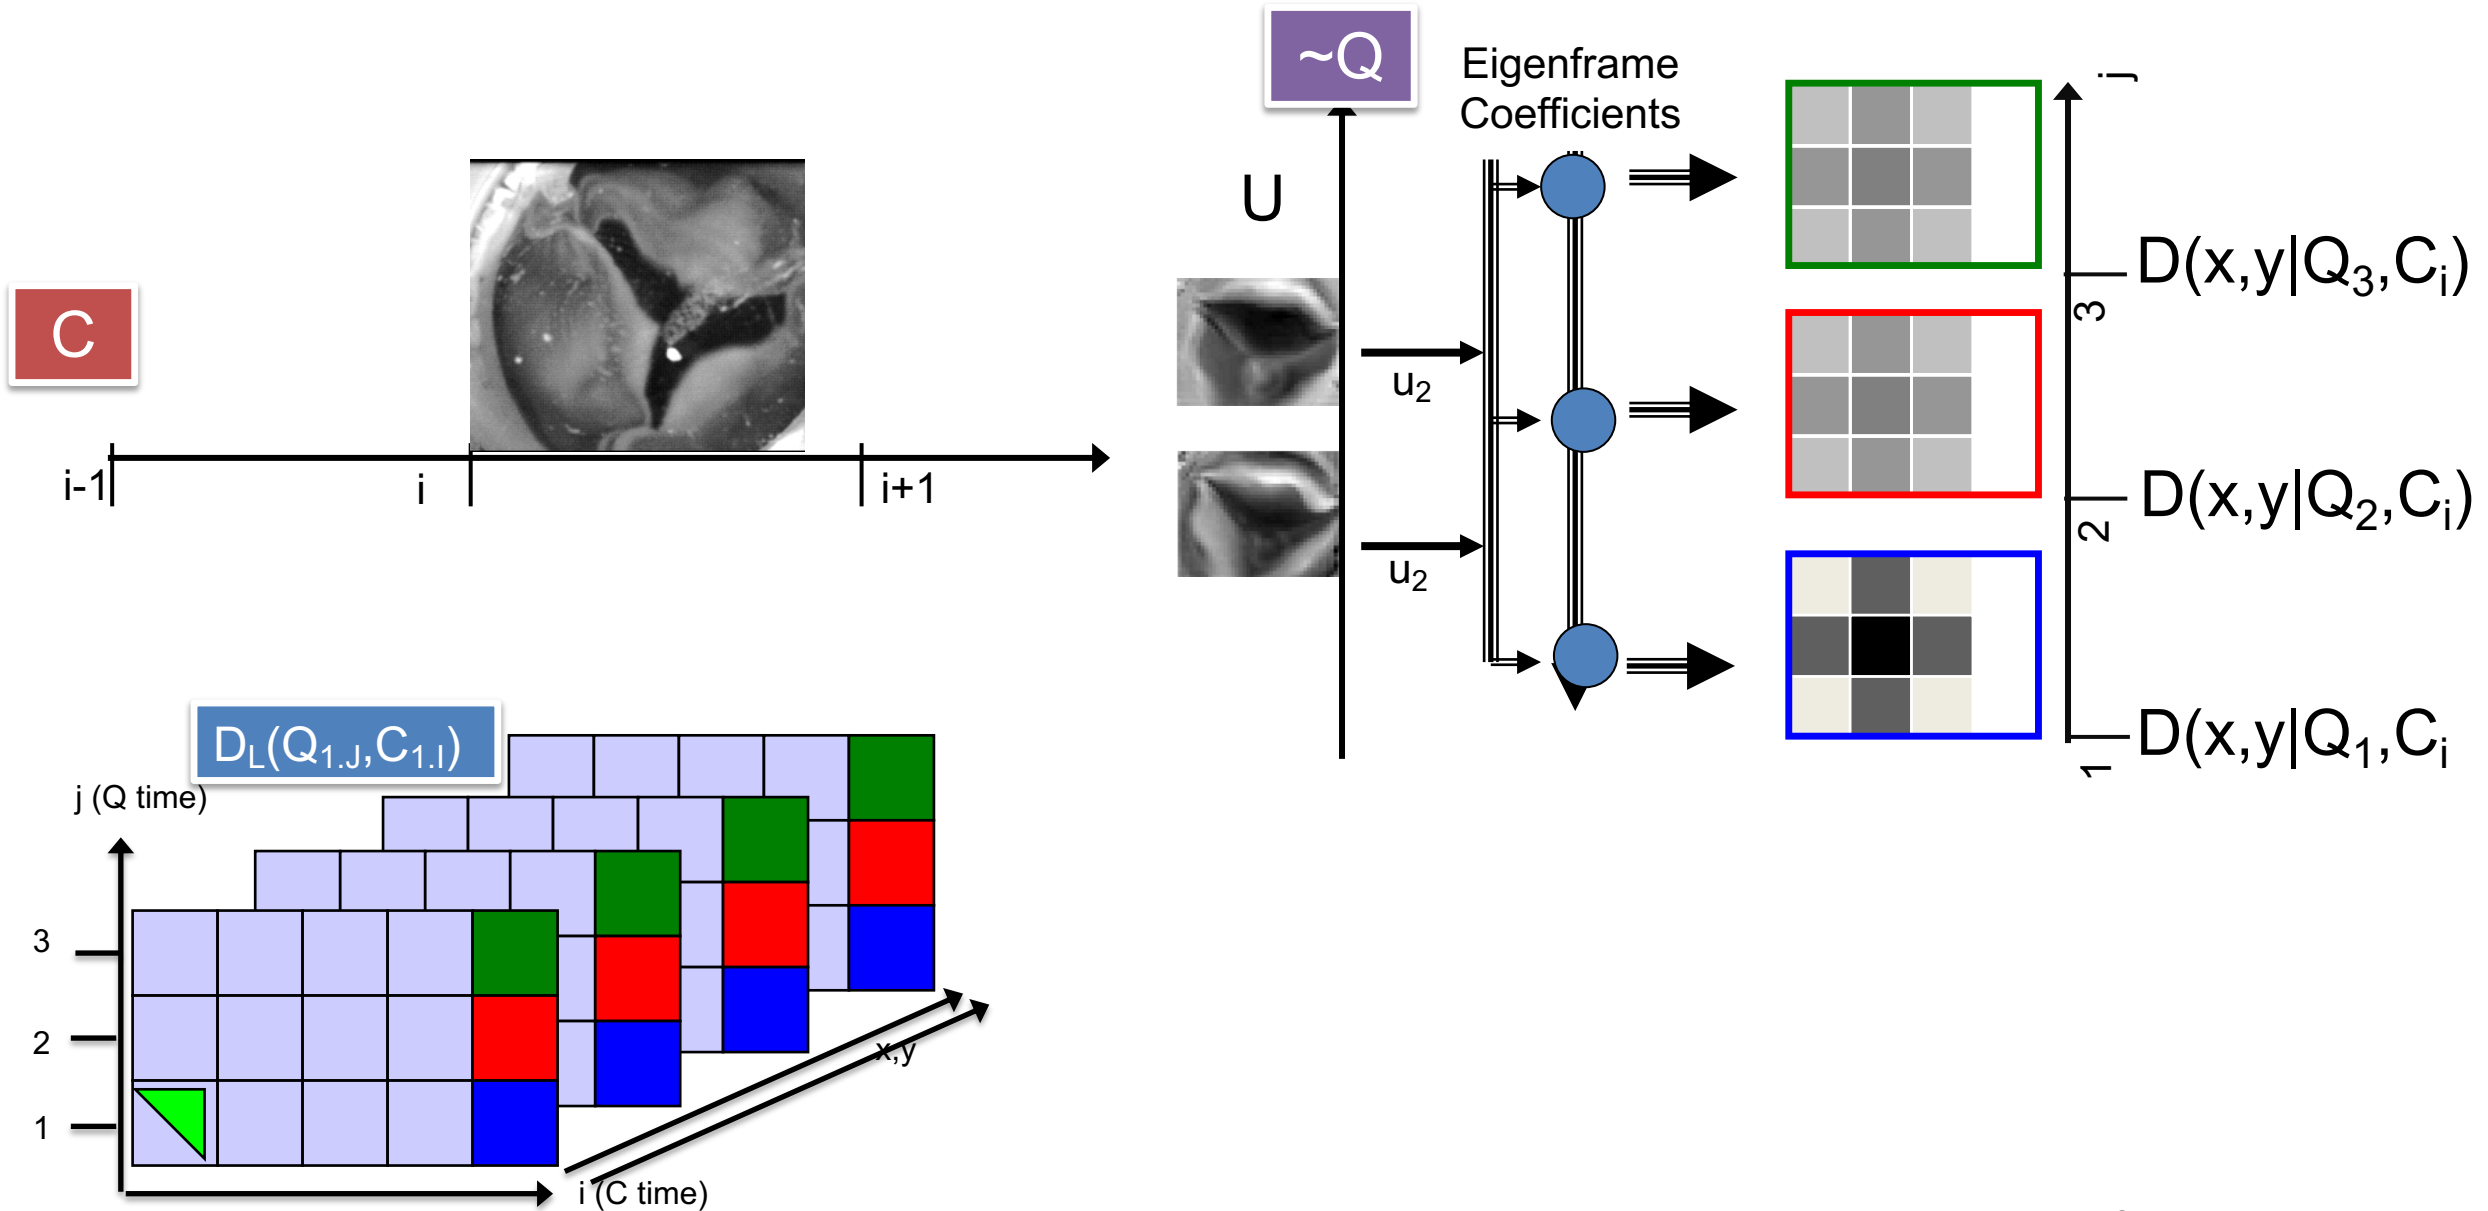 ~Q
Eigenframe
Coefficients
j
U
C
D(x,y|Q3,Ci)
3
u2
i-1
i
i+1
D(x,y|Q2,Ci)
2
u2
D(x,y|Q1,Ci
1
DL(Q1.J,C1.I)
j (Q time)
3
2
1
x,y
i (C time)